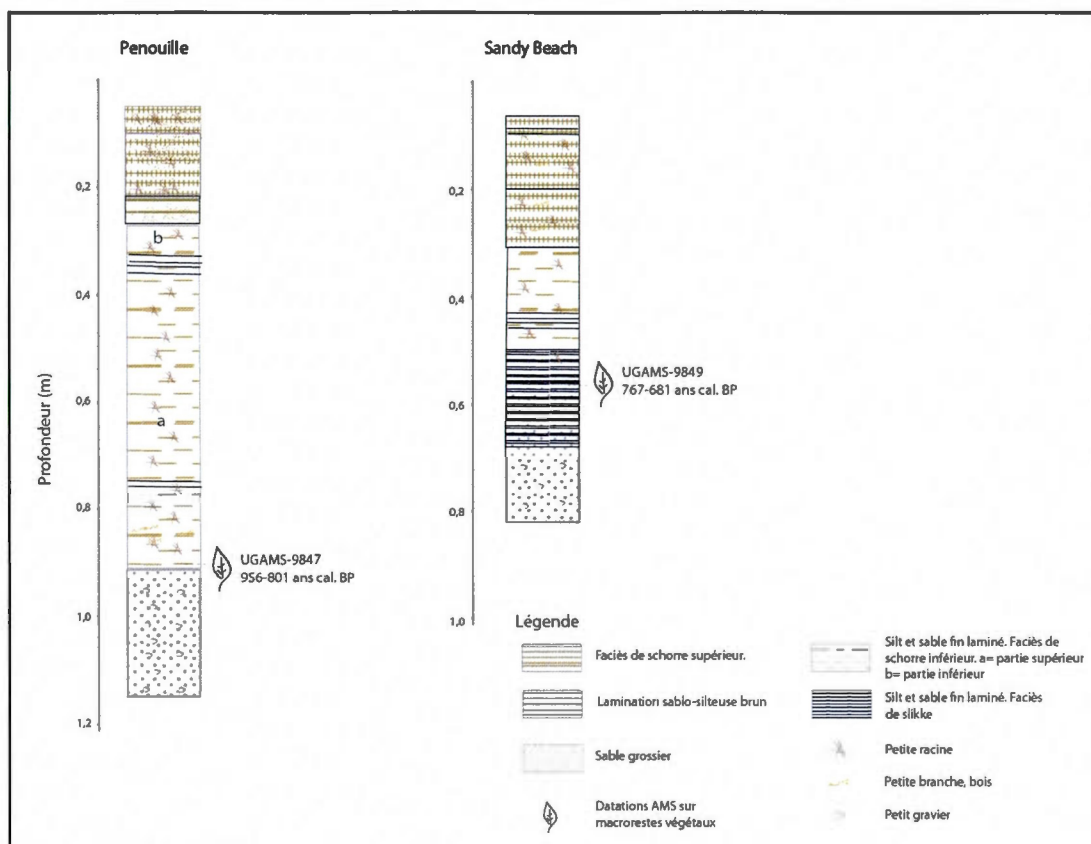 Penouille
Sandy Beach
Profondeur (m)
0,2
0,4
0,6
0,8
1,0
1,2
b
a
UGAMS-9847
956-801 ans cal. BP
0,2
0,4
0,6
0,8
1,0
UGAMS-9849
767-681 ans cal. BP
Légende
Faciès de schorre supérieur.
Lamination sablo-silteuse brun
Sable grossier
Datations AMS sur
macrorestes végétaux
Silt et sable fin laminé. Faciès de
schorre inférieur. a= partie supérieur
b= partie inférieur
Silt et sable fin laminé. Faciès
de slikke
Petite racine
Petite branche, bois
Petit gravier